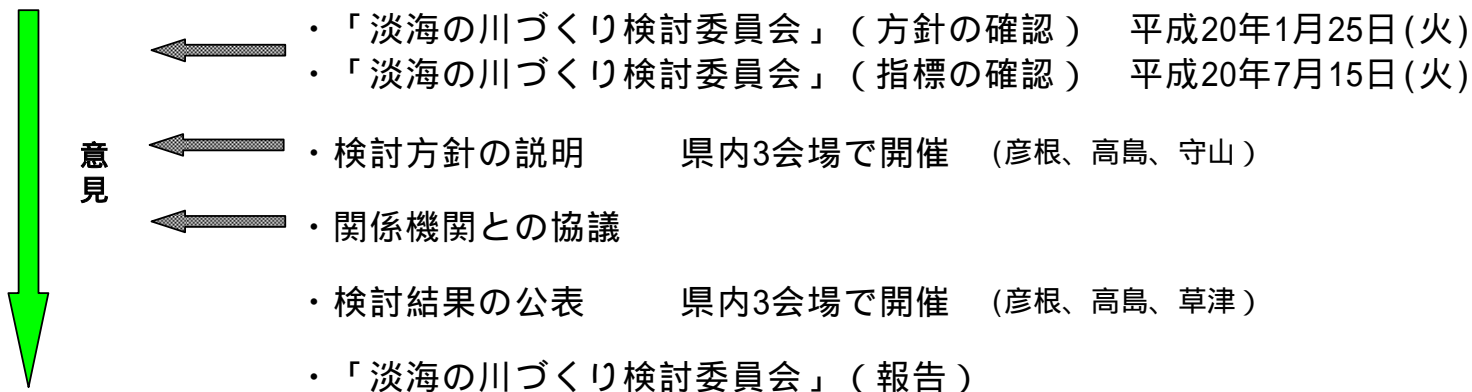 ・「淡海の川づくり検討委員会」(方針の確認) 平成20年1月25日(火)
・「淡海の川づくり検討委員会」(指標の確認) 平成20年7月15日(火)
意見
・検討方針の説明 県内3会場で開催 (彦根、高島、守山)
・関係機関との協議
・検討結果の公表 県内3会場で開催 (彦根、高島、草津)
・「淡海の川づくり検討委員会」(報告)